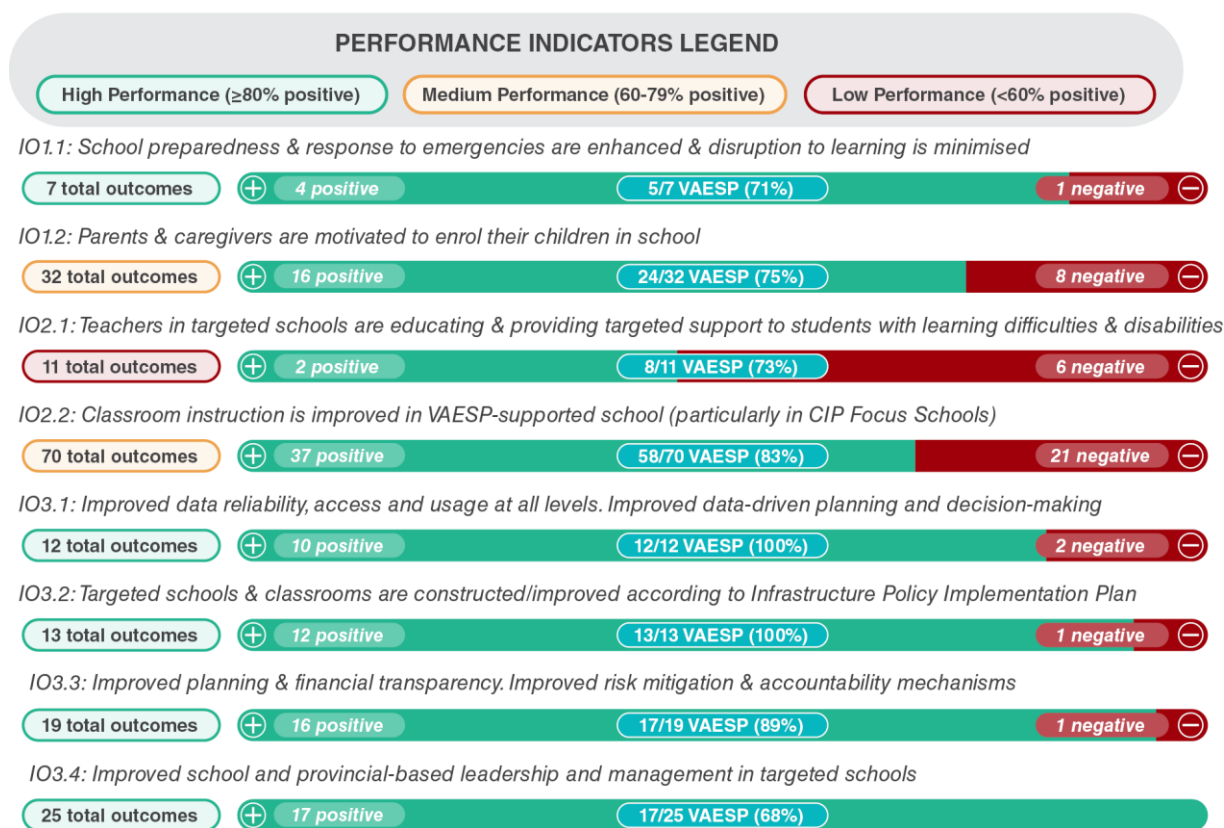 PERFORMANCE INDICATORS LEGEND
High Performance (≥80% positive) Medium Performance (60-79% positive) Low Performance (<60% positive)
IO1.1: School preparedness & response to emergencies are enhanced & disruption to learning is minimised
7 total outcomes + 4 positive 5/7 VAESP (71%) 1 negative −
IO1.2: Parents & caregivers are motivated to enrol their children in school
32 total outcomes + 16 positive 24/32 VAESP (75%) 8 negative −
IO2.1: Teachers in targeted schools are educating & providing targeted support to students with learning difficulties & disabilities
11 total outcomes + 2 positive 8/11 VAESP (73%) 6 negative −
IO2.2: Classroom instruction is improved in VAESP-supported school (particularly in CIP Focus Schools)
70 total outcomes + 37 positive 58/70 VAESP (83%) 21 negative −
IO3.1: Improved data reliability, access and usage at all levels. Improved data-driven planning and decision-making
12 total outcomes + 10 positive 12/12 VAESP (100%) 2 negative −
IO3.2: Targeted schools & classrooms are constructed/improved according to Infrastructure Policy Implementation Plan
13 total outcomes + 12 positive 13/13 VAESP (100%) 1 negative −
IO3.3: Improved planning & financial transparency. Improved risk mitigation & accountability mechanisms
19 total outcomes + 16 positive 17/19 VAESP (89%) 1 negative −
IO3.4: Improved school and provincial-based leadership and management in targeted schools
25 total outcomes + 17 positive 17/25 VAESP (68%)